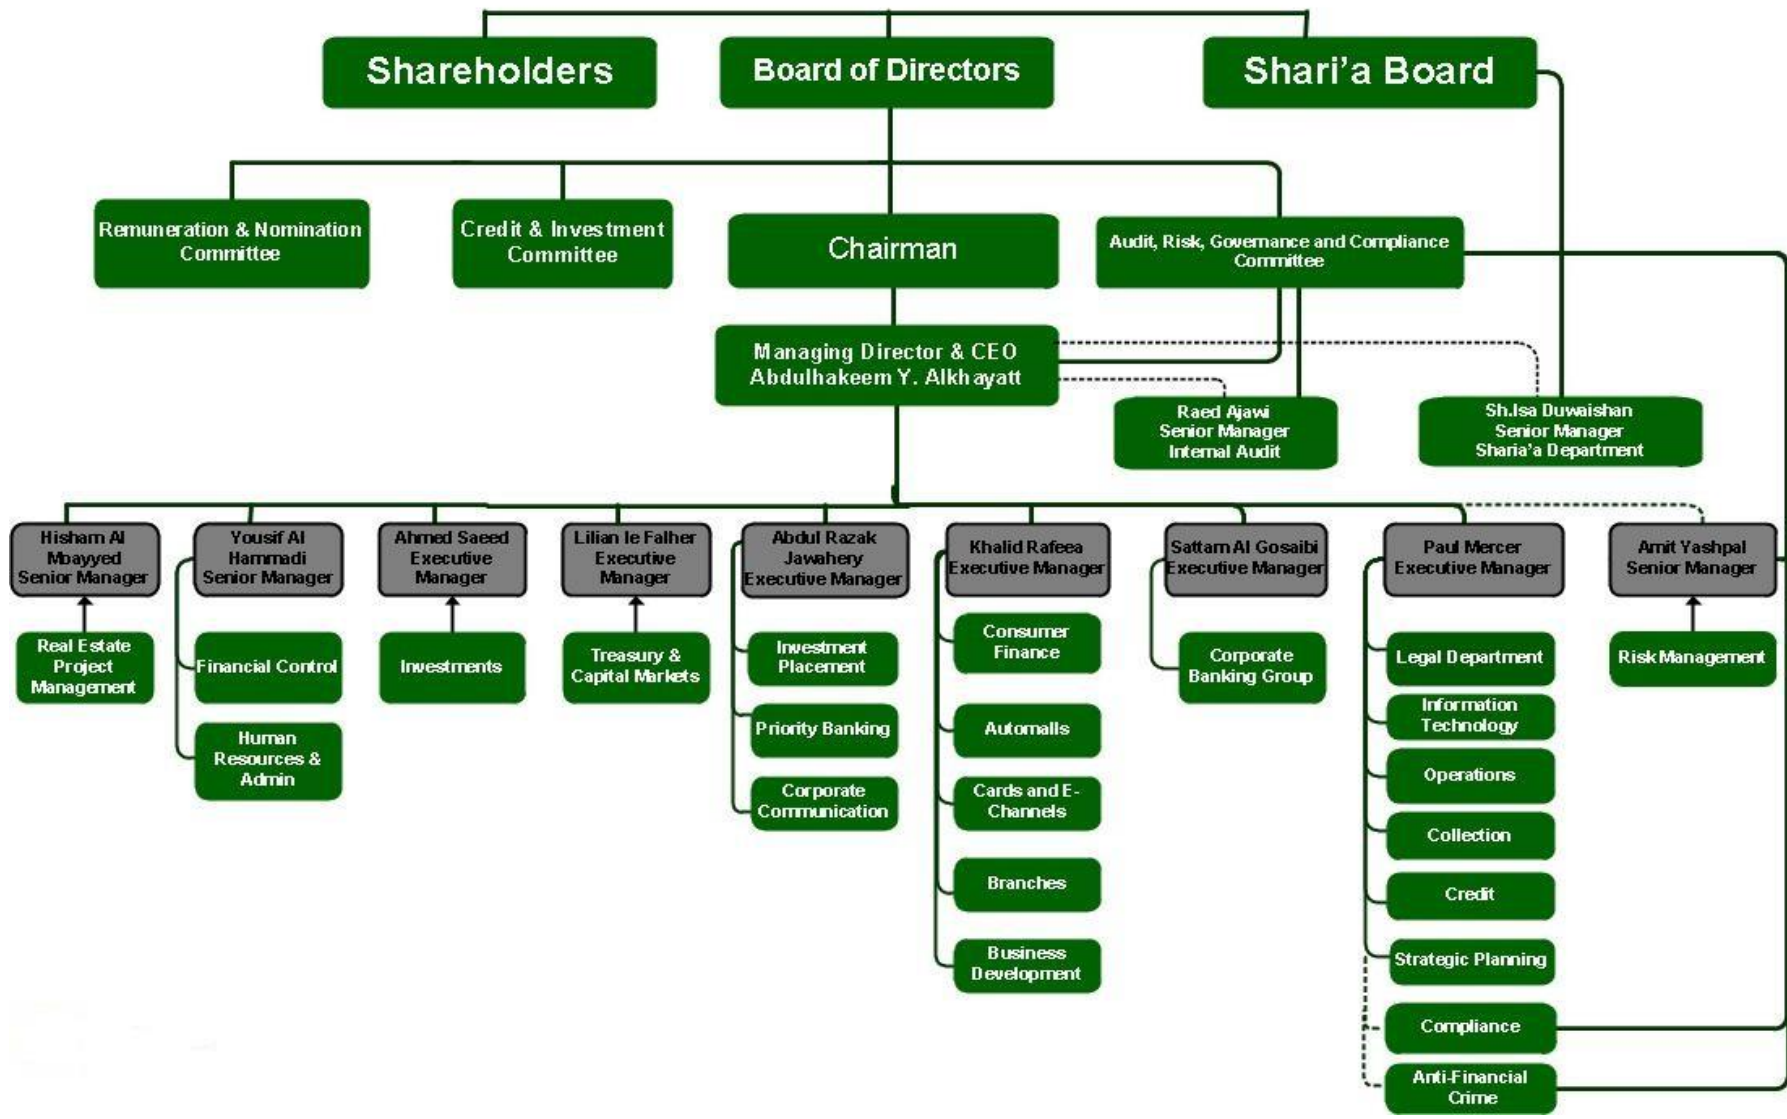 Shareholders
Board of Directors
Shari'a Board
Remuneration & Nomination
Committee
Credit & Investment
Committee
Chairman
Audit, Risk, Governance and Compliance
Committee
Managing Director & CEO
Abdulhakeem Y. Alkhayatt
Raed Ajawi
Senior Manager
Internal Audit
Sh.Isa Duwaishan
Senior Manager
Sharia'a Department
Hisham Al
Moayyed
Senior Manager
Yousif Al
Hammadi
Senior Manager
Ahmed Saeed
Executive
Manager
Lilian le Falher
Executive
Manager
Abdul Razak
Jawahery
Executive Manager
Khalid Rafeea
Executive Manager
Sattam Al Gosaibi
Executive Manager
Paul Mercer
Executive Manager
Amit Yashpal
Senior Manager
Real Estate
Project
Management
Financial Control
Human
Resources &
Admin
Investments
Treasury &
Capital Markets
Investment
Placement
Priority Banking
Corporate
Communication
Consumer
Finance
Automalls
Cards and E-
Channels
Branches
Business
Development
Corporate
Banking Group
Legal Department
Information
Technology
Operations
Collection
Credit
Strategic Planning
Compliance
Anti-Financial
Crime
Risk Management